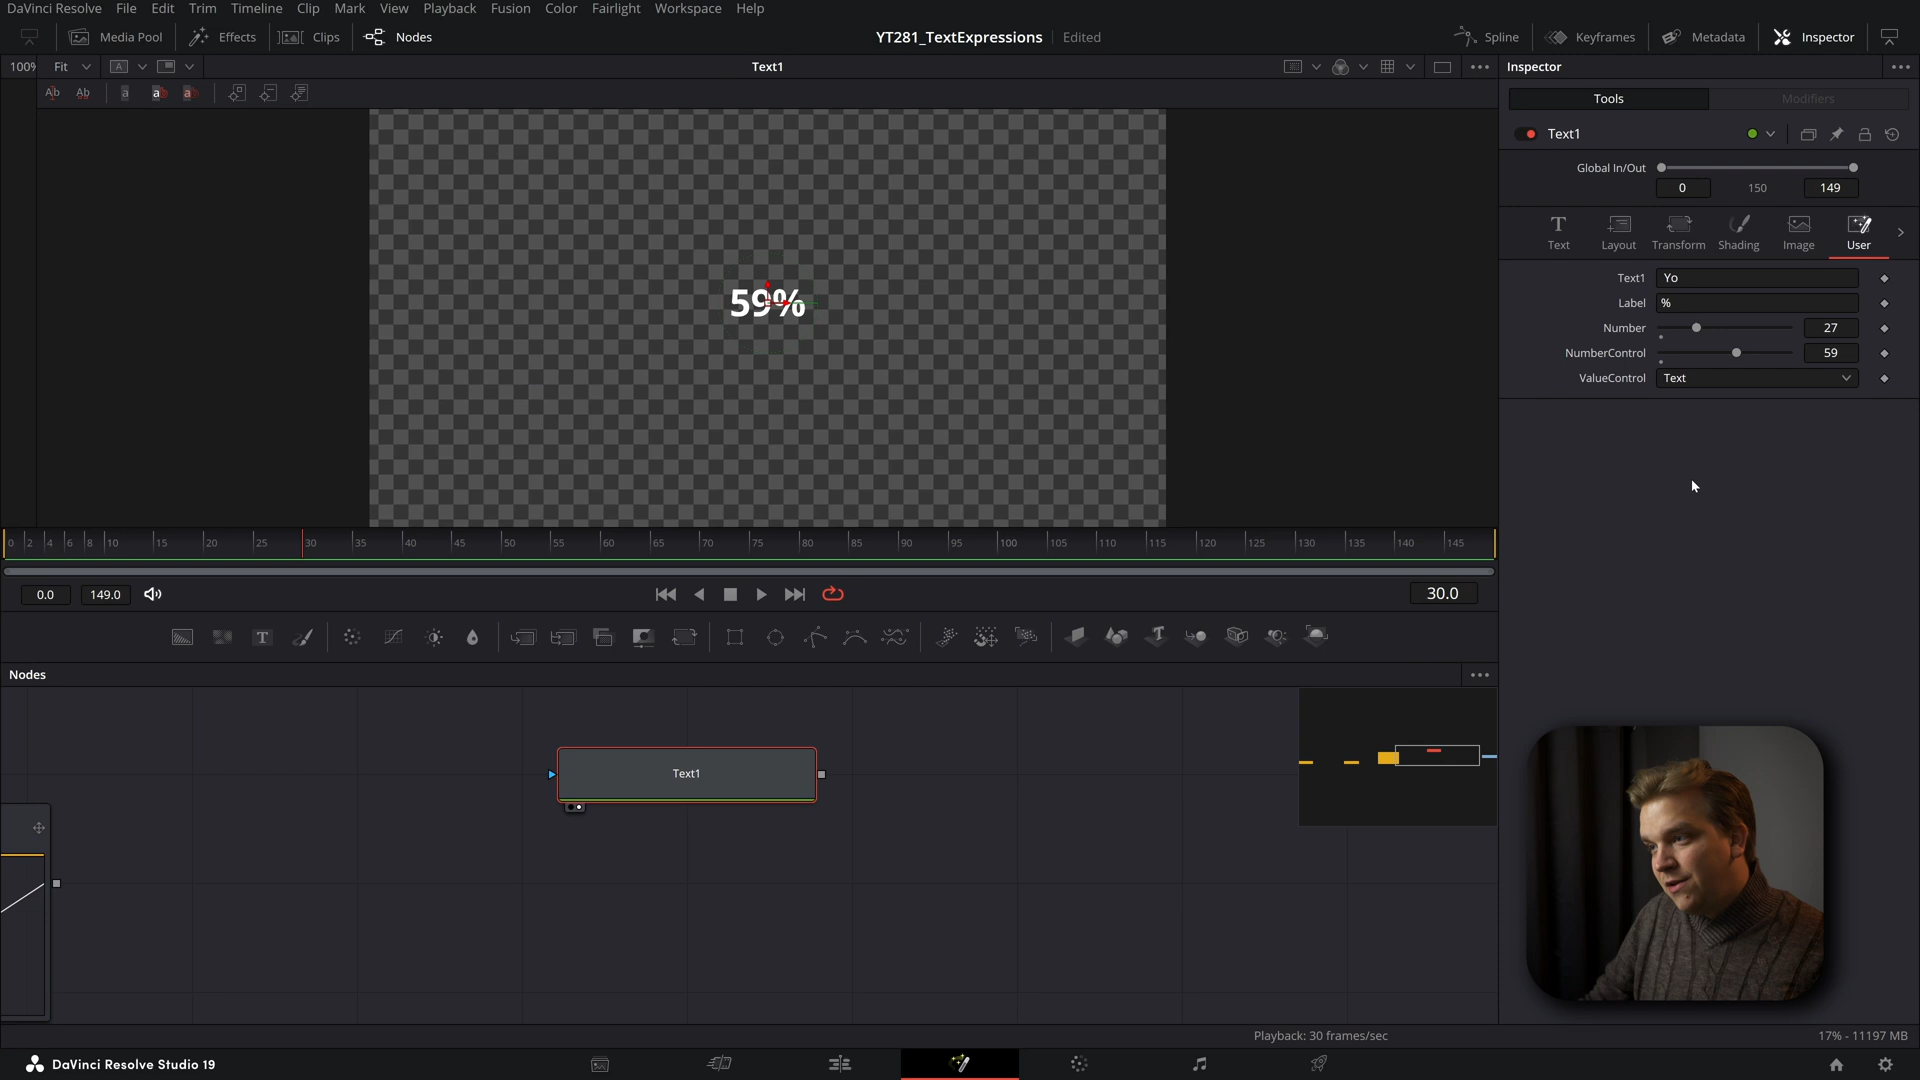 DaVinci Resolve File Edit Trim Timeline Clip Mark View Playback Fusion Color Fairlight Workspace Help
Media Pool Effects Clips Nodes YT281_TextExpressions Edited Spline Keyframes Metadata Inspector
100% Fit A Text1 Inspector
Ab Ab a a a
Tools Modifiers
Text1
Global In/Out
0 150 149
Text Layout Transform Shading Image User
Text1 Yo
Label %
Number 27
NumberControl 59
ValueControl Text
59%
0 2 4 6 8 10 15 20 25 30 35 40 45 50 55 60 65 70 75 80 85 90 95 100 105 110 115 120 125 130 135 140 145
0.0 149.0 30.0
T T
Nodes
Text1
Playback: 30 frames/sec 17% - 11197 MB
DaVinci Resolve Studio 19